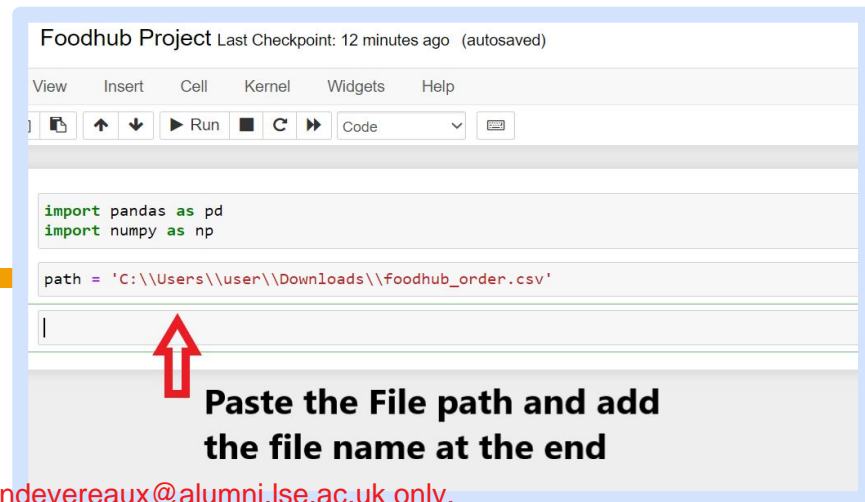 Foodhub Project Last Checkpoint: 12 minutes ago (autosaved)
View Insert Cell Kernel Widgets Help
Run Code
import pandas as pd
import numpy as np
path = 'C:\\Users\\user\\Downloads\\foodhub_order.csv'
Paste the File path and add
the file name at the end
ndevereaux@alumni.lse.ac.uk only.